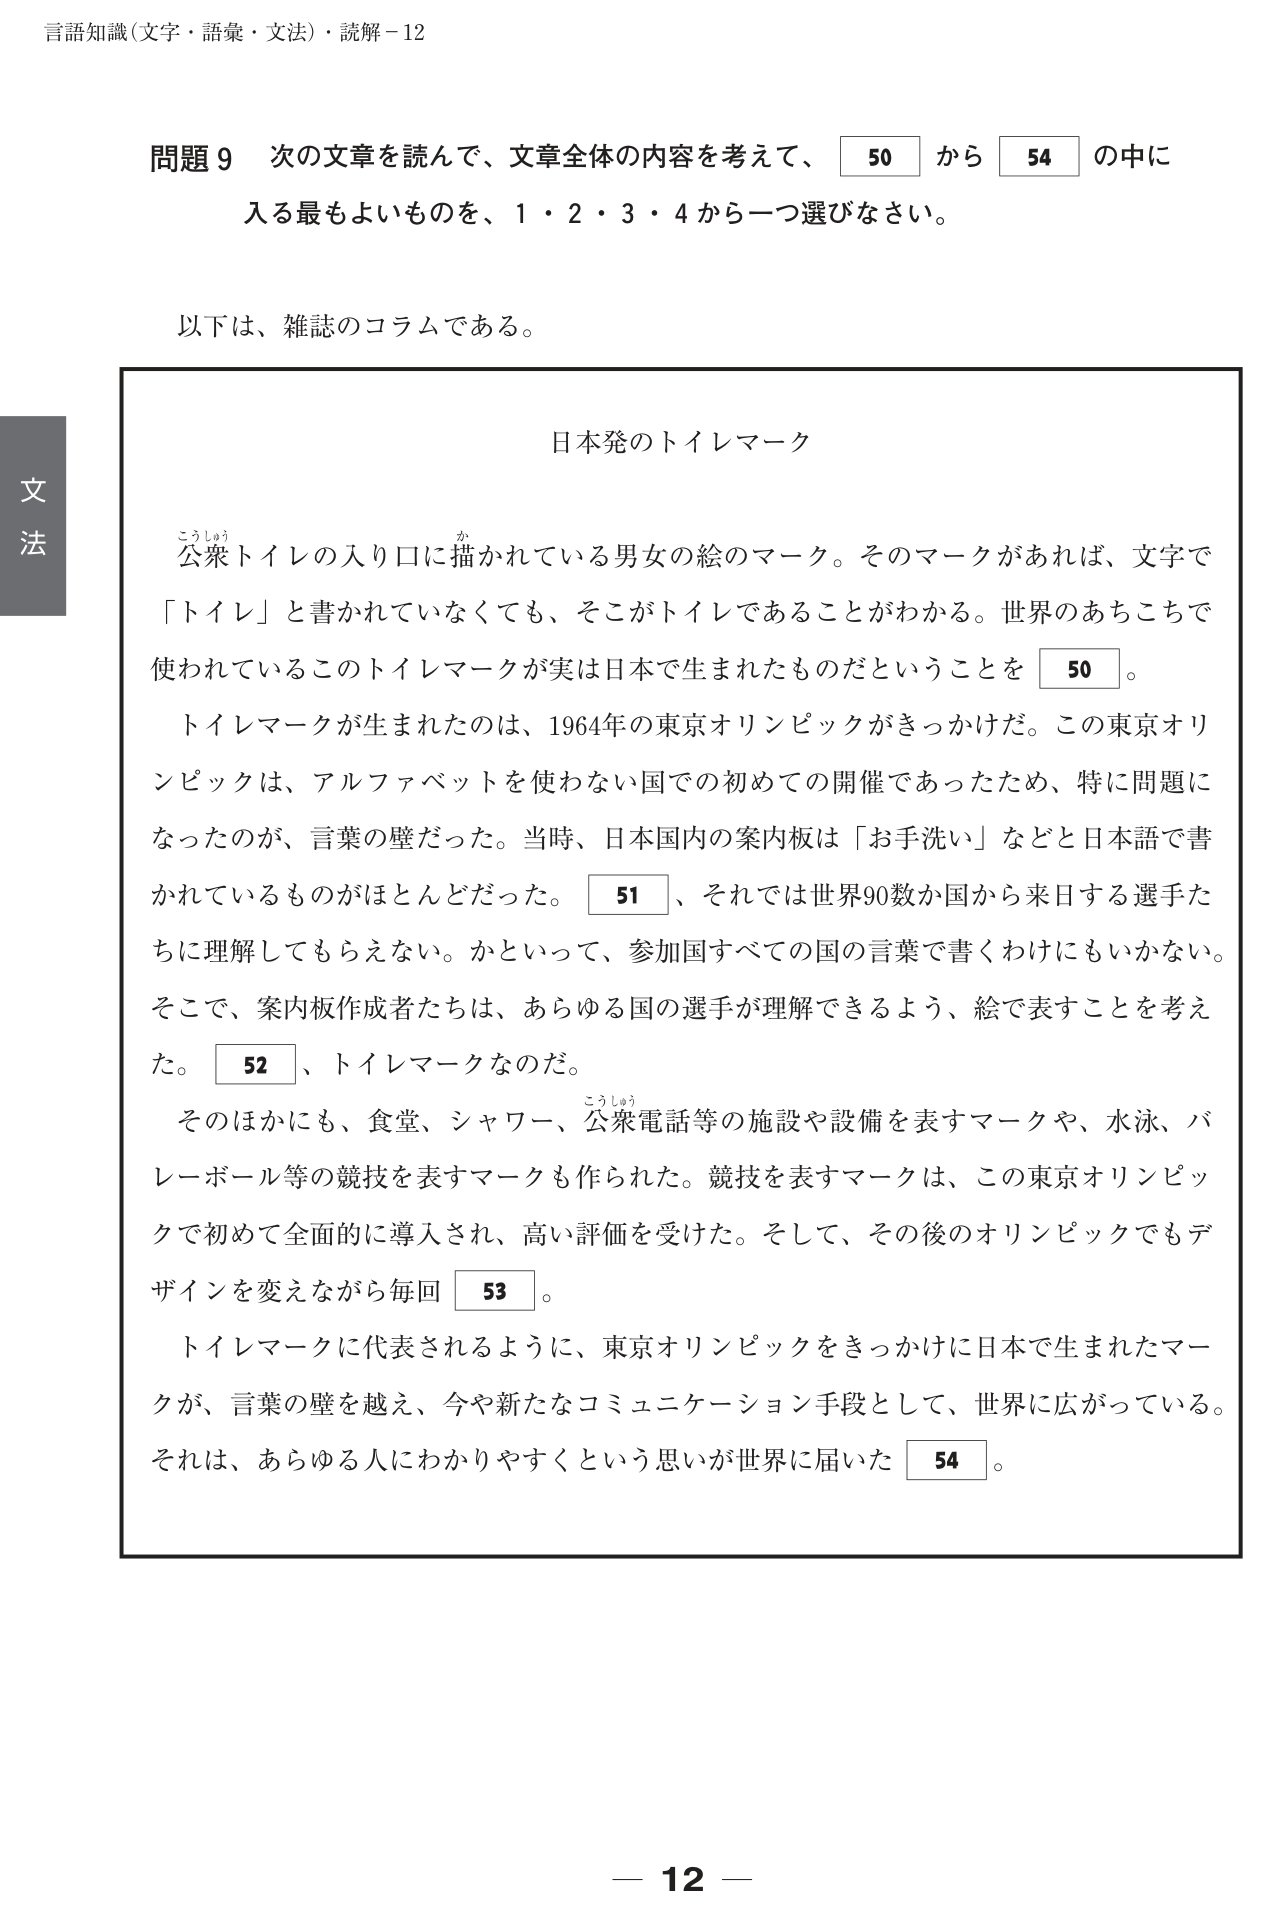 言語知識(文字・語彙・文法)・読解－12
問題9　次の文章を読んで、文章全体の内容を考えて、 50 から 54 の中に
入る最もよいものを、1・2・3・4から一つ選びなさい。
以下は、雑誌のコラムである。
文法
日本発のトイレマーク
こうしゅう　か
公衆トイレの入り口に描かれている男女の絵のマーク。そのマークがあれば、文字で
「トイレ」と書かれていなくても、そこがトイレであることがわかる。世界のあちこちで
使われているこのトイレマークが実は日本で生まれたものだということを 50 。
トイレマークが生まれたのは、1964年の東京オリンピックがきっかけだ。この東京オリ
ンピックは、アルファベットを使わない国での初めての開催であったため、特に問題に
なったのが、言葉の壁だった。当時、日本国内の案内板は「お手洗い」などと日本語で書
かれているものがほとんどだった。 51 、それでは世界90数か国から来日する選手た
ちに理解してもらえない。かといって、参加国すべての国の言葉で書くわけにもいかない。
そこで、案内板作成者たちは、あらゆる国の選手が理解できるよう、絵で表すことを考え
た。 52 、トイレマークなのだ。
こうしゅう
そのほかにも、食堂、シャワー、公衆電話等の施設や設備を表すマークや、水泳、バ
レーボール等の競技を表すマークも作られた。競技を表すマークは、この東京オリンピッ
クで初めて全面的に導入され、高い評価を受けた。そして、その後のオリンピックでもデ
ザインを変えながら毎回 53 。
トイレマークに代表されるように、東京オリンピックをきっかけに日本で生まれたマー
クが、言葉の壁を越え、今や新たなコミュニケーション手段として、世界に広がっている。
それは、あらゆる人にわかりやすくという思いが世界に届いた 54 。
— 12 —